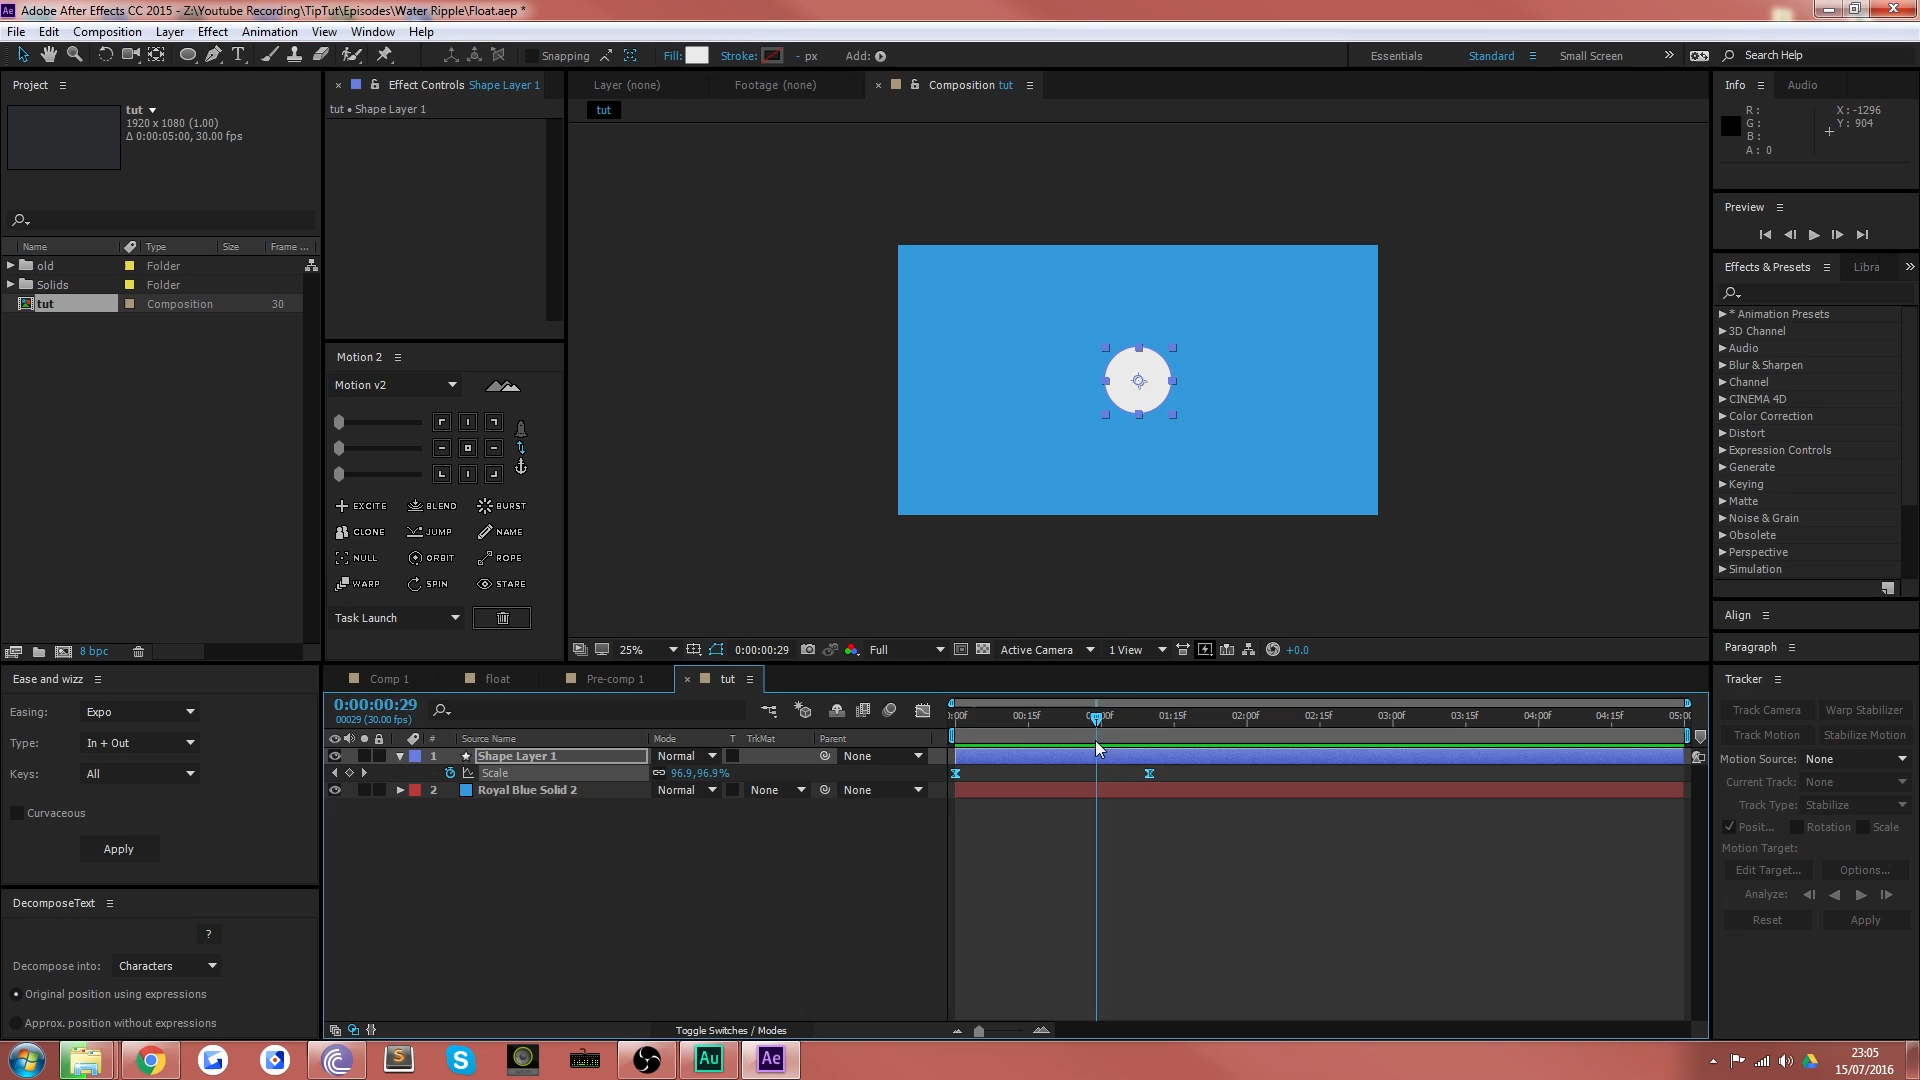 Adobe After Effects CC 2015 - Z:\Youtube Recording\TipTut\Episodes\Water Ripple\Float.aep *
File Edit Composition Layer Effect Animation View Window Help
Snapping Fill: Stroke: - px Add: Essentials Standard Small Screen » Search Help
Project
tut
1920 x 1080 (1.00)
Δ 0:00:05:00, 30.00 fps
Name Type Size Frame ...
old Folder
Solids Folder
tut Composition 30
8 bpc
× Effect Controls Shape Layer 1
tut • Shape Layer 1
Motion 2
Motion v2
EXCITE BLEND BURST
CLONE JUMP NAME
NULL ORBIT ROPE
WARP SPIN STARE
Task Launch
Layer (none) Footage (none) × Composition tut
tut
25% 0:00:00:29 Full Active Camera 1 View +0.0
Info Audio
R: X: -1296
G: Y: 904
B:
A: 0
Preview
Effects & Presets Libra »
* Animation Presets
3D Channel
Audio
Blur & Sharpen
Channel
CINEMA 4D
Color Correction
Distort
Expression Controls
Generate
Keying
Matte
Noise & Grain
Obsolete
Perspective
Simulation
Align
Paragraph
Tracker
Track Camera Warp Stabilizer
Track Motion Stabilize Motion
Motion Source: None
Current Track: None
Track Type: Stabilize
Posit... Rotation Scale
Motion Target:
Edit Target... Options...
Analyze:
Reset Apply
Ease and wizz
Easing: Expo
Type: In + Out
Keys: All
Curvaceous
Apply
DecomposeText
?
Decompose into: Characters
Original position using expressions
Approx. position without expressions
Comp 1 float Pre-comp 1 × tut
0:00:00:29
00029 (30.00 fps)
:00f 00:15f 01:15f 02:00f 02:15f 03:00f 03:15f 04:00f 04:15f 05:00
# Source Name Mode T TrkMat Parent
1 Shape Layer 1 Normal None
Scale 96.9,96.9%
2 Royal Blue Solid 2 Normal None None
Toggle Switches / Modes
Au Ae
23:05
15/07/2016